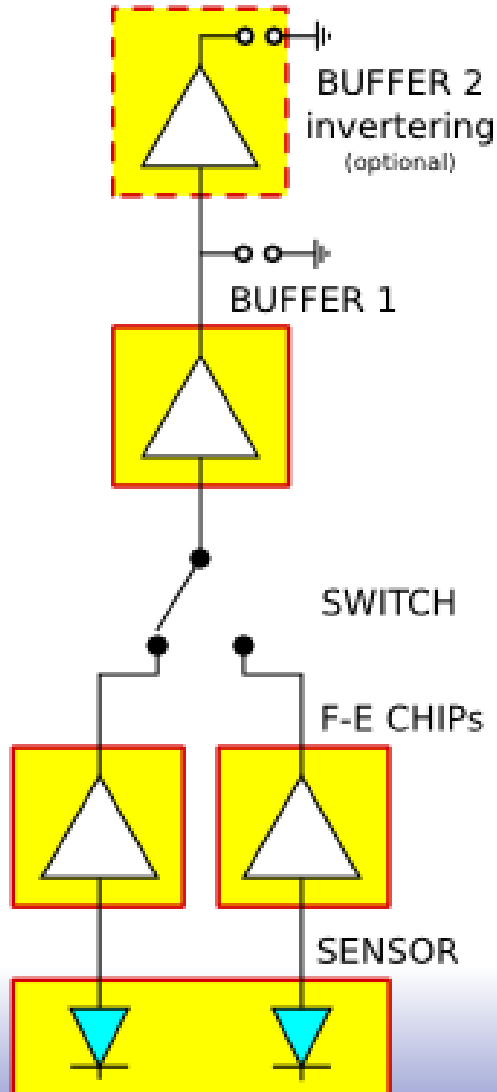 BUFFER 2
invertering
(optional)
BUFFER 1
SWITCH
F-E CHIPs
SENSOR